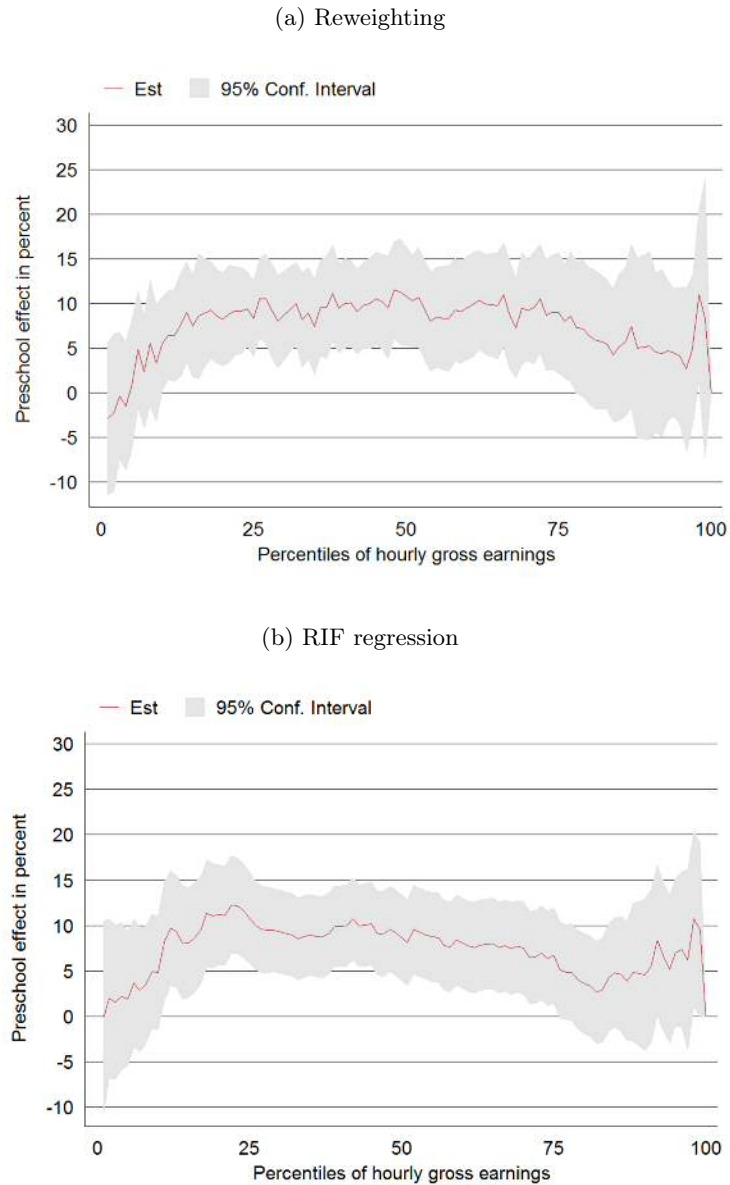 (a) Reweighting
Est 95% Conf. Interval
30
25
20
15
10
5
0
-5
-10
Preschool effect in percent
0 25 50 75 100
Percentiles of hourly gross earnings
(b) RIF regression
Est 95% Conf. Interval
30
25
20
15
10
5
0
-5
-10
Preschool effect in percent
0 25 50 75 100
Percentiles of hourly gross earnings